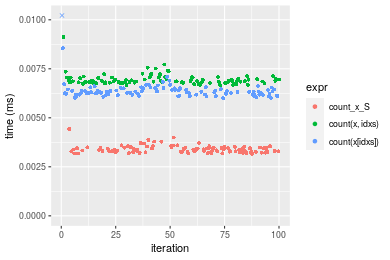 0.0100
0.0075
0.0050
0.0025
0.0000
time (ms)
0
25
50
75
100
iteration
expr
count_x_S
count(x, idxs)
count(x[idxs])